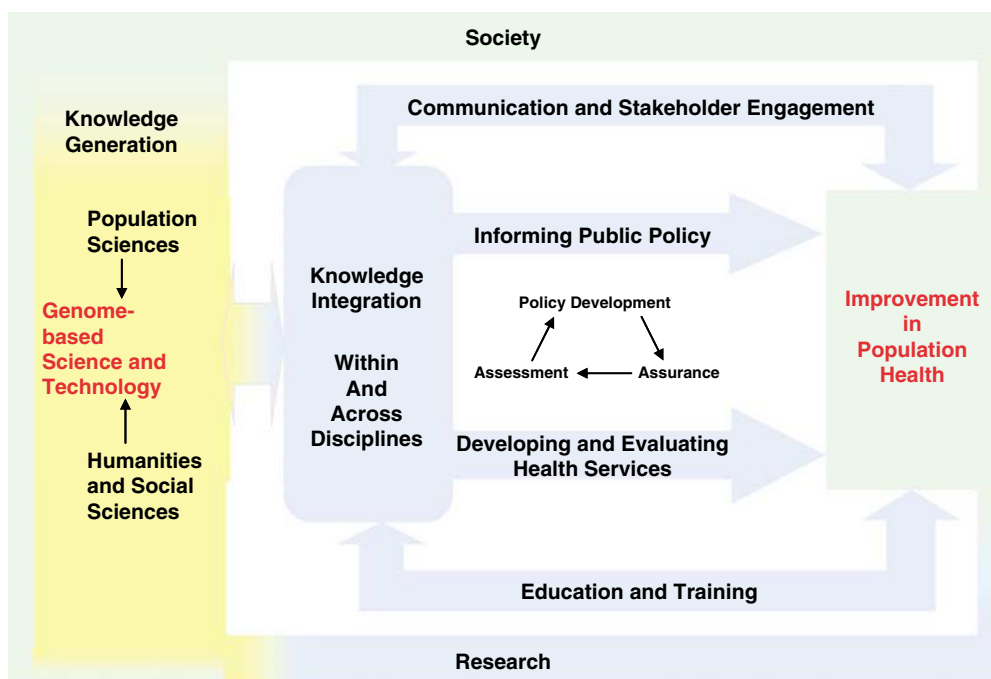 Society
Knowledge
Generation
Population
Sciences
Genome-
based
Science and
Technology
Humanities
and Social
Sciences
Communication and Stakeholder Engagement
Knowledge
Integration
Within
And
Across
Disciplines
Informing Public Policy
Policy Development
Assessment
Assurance
Developing and Evaluating
Health Services
Education and Training
Improvement
in
Population
Health
Research